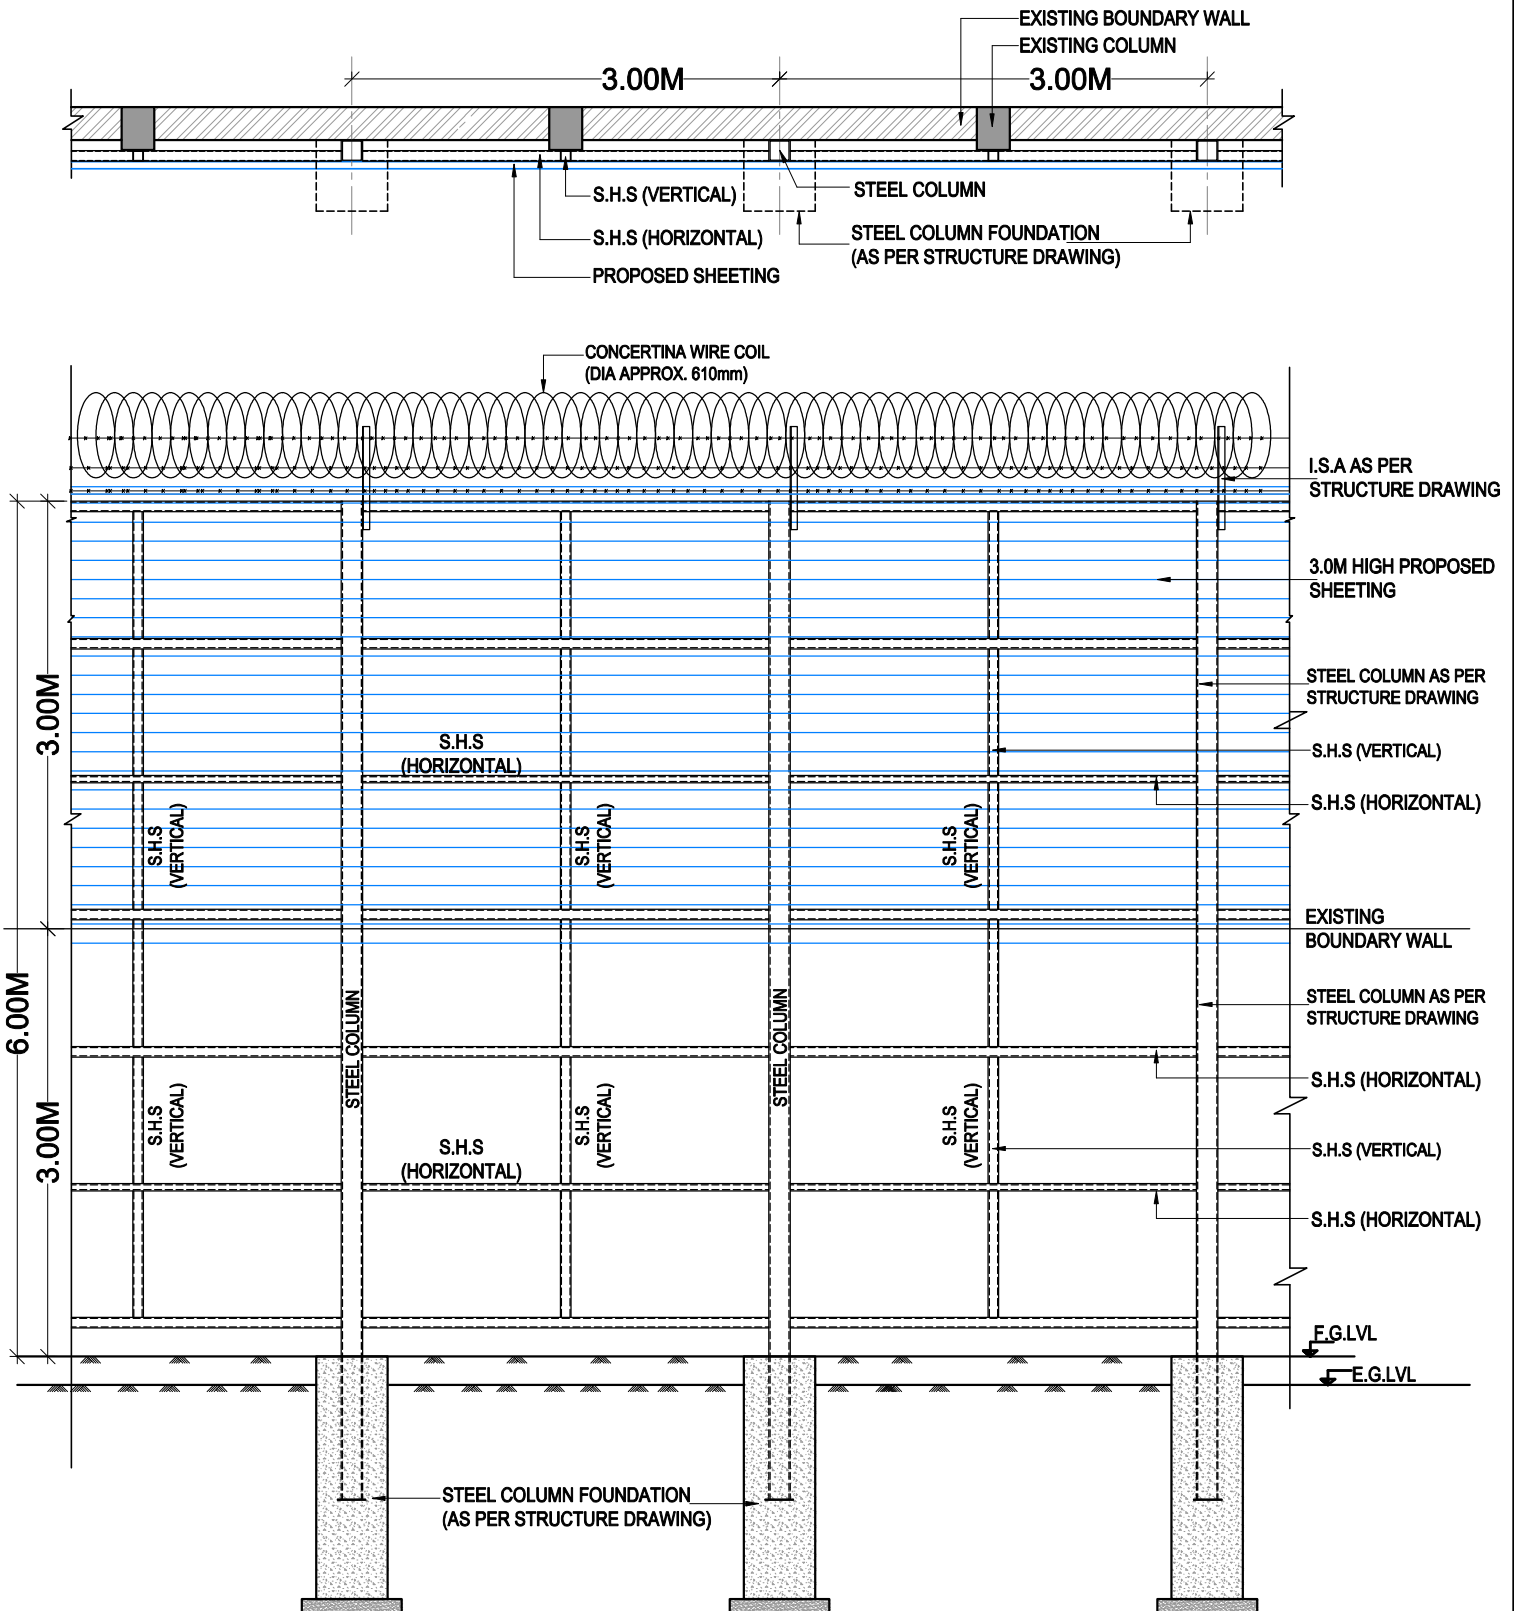 EXISTING BOUNDARY WALL
EXISTING COLUMN
3.00M
3.00M
S.H.S (VERTICAL)
STEEL COLUMN
S.H.S (HORIZONTAL)
STEEL COLUMN FOUNDATION
(AS PER STRUCTURE DRAWING)
PROPOSED SHEETING
CONCERTINA WIRE COIL
(DIA APPROX. 610mm)
I.S.A AS PER
STRUCTURE DRAWING
3.0M HIGH PROPOSED
SHEETING
STEEL COLUMN AS PER
STRUCTURE DRAWING
3.00M
S.H.S
(HORIZONTAL)
S.H.S (VERTICAL)
S.H.S (HORIZONTAL)
S.H.S
(VERTICAL)
S.H.S
(VERTICAL)
S.H.S
(VERTICAL)
EXISTING
BOUNDARY WALL
6.00M
STEEL COLUMN
STEEL COLUMN
STEEL COLUMN AS PER
STRUCTURE DRAWING
S.H.S (HORIZONTAL)
3.00M
S.H.S
(VERTICAL)
S.H.S
(HORIZONTAL)
S.H.S
(VERTICAL)
S.H.S
(VERTICAL)
S.H.S (VERTICAL)
S.H.S (HORIZONTAL)
F.G.LVL
E.G.LVL
STEEL COLUMN FOUNDATION
(AS PER STRUCTURE DRAWING)